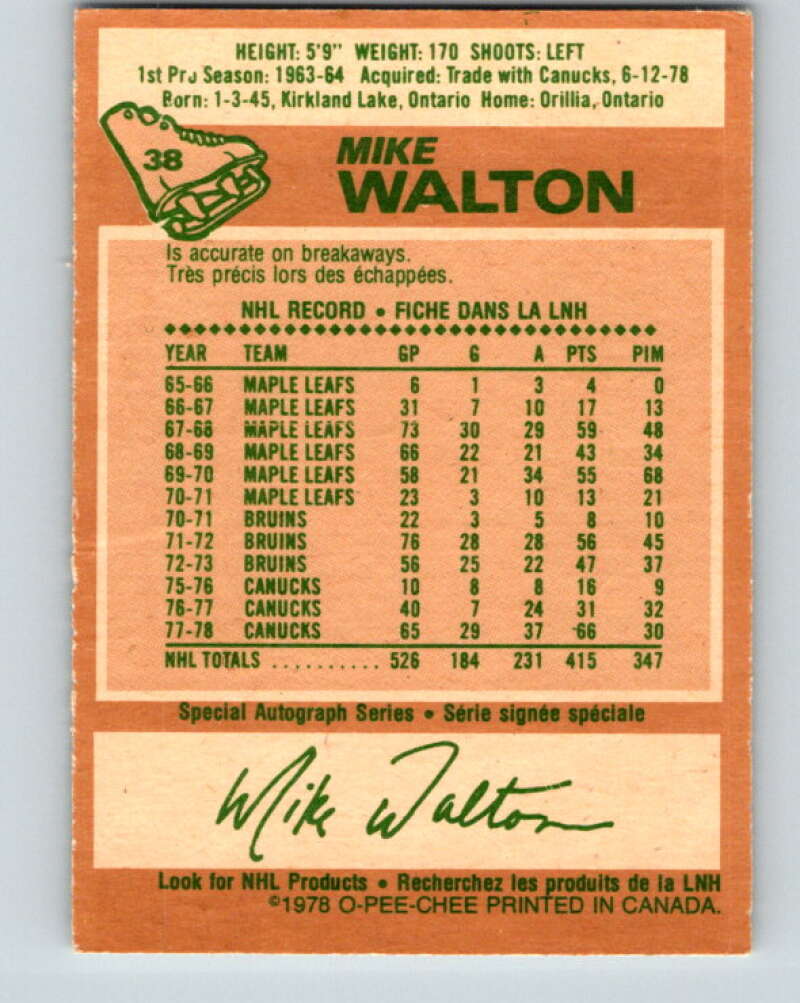 HEIGHT: 5'9" WEIGHT: 170 SHOOTS: LEFT
1st Pro Season: 1963-64 Acquired: Trade with Canucks, 6-12-78
Born: 1-3-45, Kirkland Lake, Ontario Home: Orillia, Ontario
38
MIKE
WALTON
Is accurate on breakaways.
Très précis lors des échappées.
NHL RECORD • FICHE DANS LA LNH
YEAR TEAM GP G A PTS PIM
65-66 MAPLE LEAFS 6 1 3 4 0
66-67 MAPLE LEAFS 31 7 10 17 13
67-68 MAPLE LEAFS 73 30 29 59 48
68-69 MAPLE LEAFS 66 22 21 43 34
69-70 MAPLE LEAFS 58 21 34 55 68
70-71 MAPLE LEAFS 23 3 10 13 21
70-71 BRUINS 22 3 5 8 10
71-72 BRUINS 76 28 28 56 45
72-73 BRUINS 56 25 22 47 37
75-76 CANUCKS 10 8 8 16 9
76-77 CANUCKS 40 7 24 31 32
77-78 CANUCKS 65 29 37 66 30
NHL TOTALS .......... 526 184 231 415 347
Special Autograph Series • Série signée spéciale
Mike Walton
Look for NHL Products • Recherchez les produits de la LNH
©1978 O-PEE-CHEE PRINTED IN CANADA.